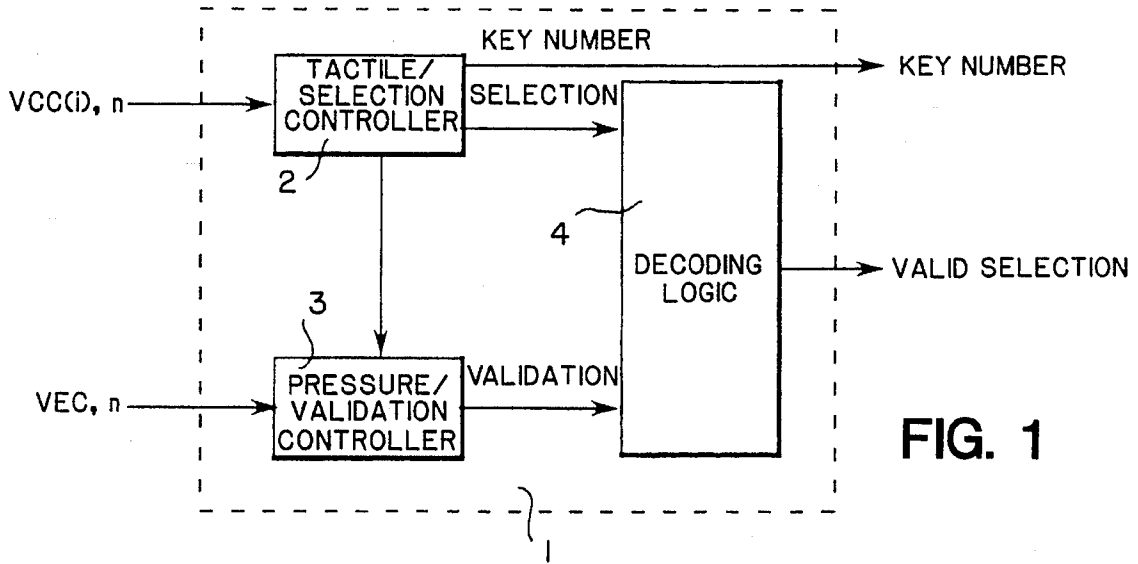 KEY NUMBER
KEY NUMBER
TACTILE/
SELECTION
CONTROLLER
SELECTION
VCC(i), n
2
4
DECODING
LOGIC
VALID SELECTION
3
PRESSURE/
VALIDATION
CONTROLLER
VALIDATION
VEC, n
FIG. 1
1